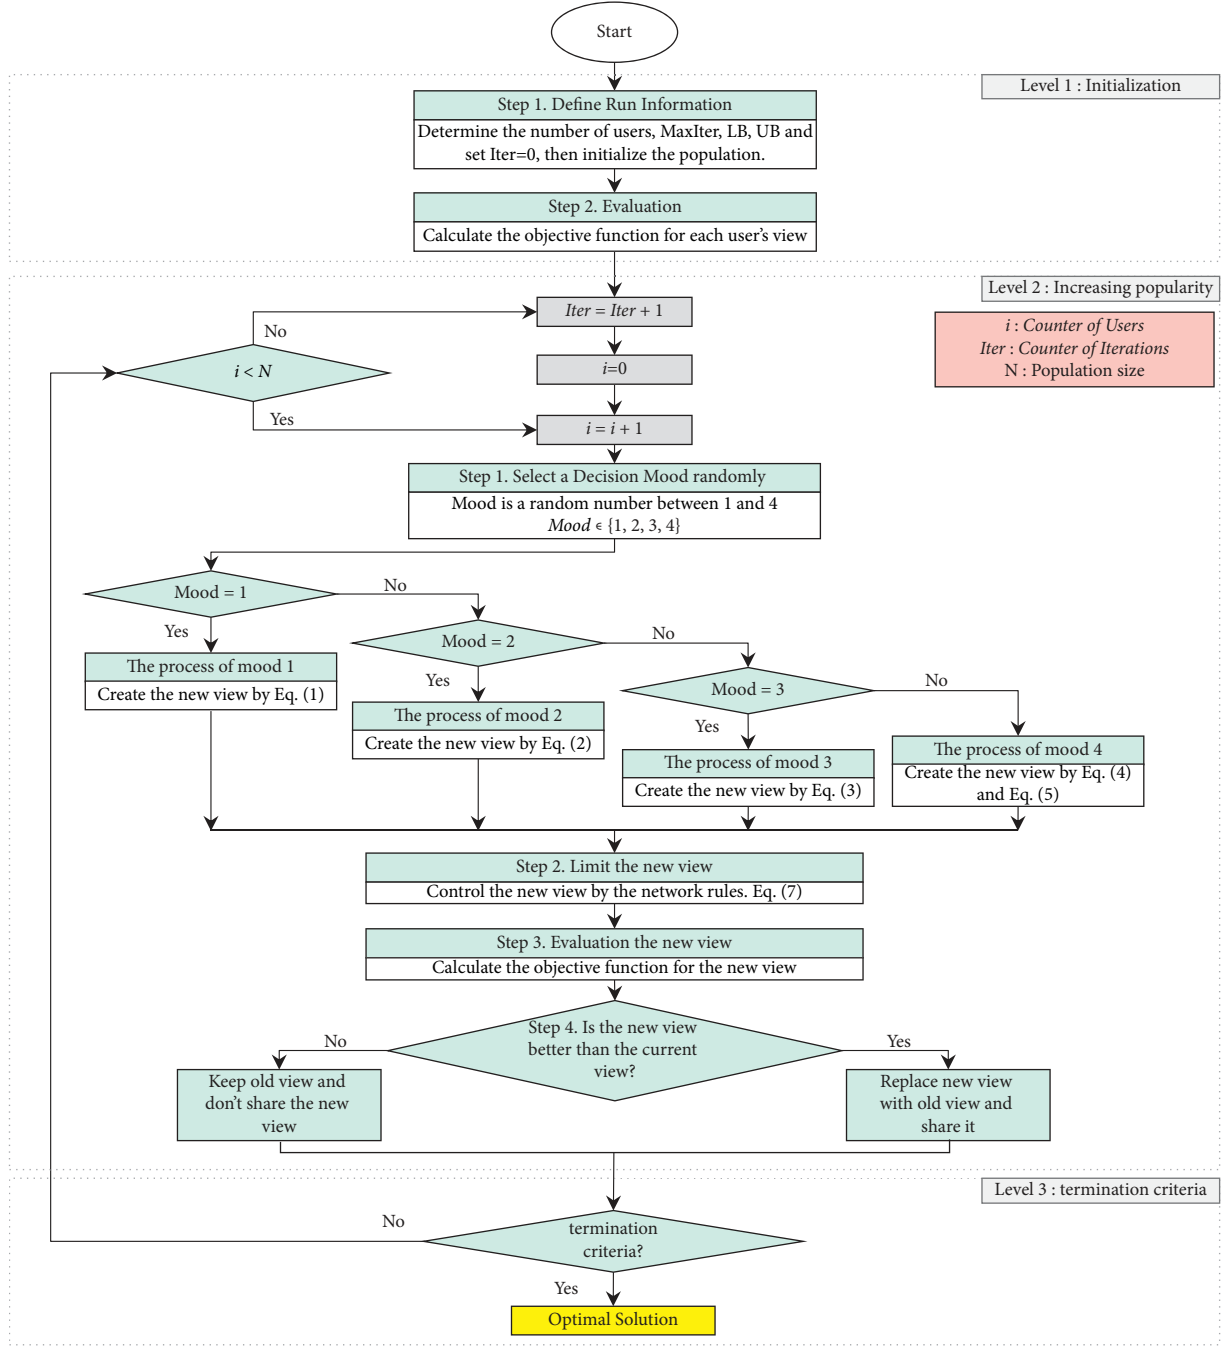 Start
Level 1 : Initialization
Step 1. Define Run Information
Determine the number of users, MaxIter, LB, UB and
set Iter=0, then initialize the population.
Step 2. Evaluation
Calculate the objective function for each user's view
Level 2 : Increasing popularity
i : Counter of Users
Iter : Counter of Iterations
N : Population size
Iter = Iter + 1
No
i < N
i=0
Yes
i = i + 1
Step 1. Select a Decision Mood randomly
Mood is a random number between 1 and 4
Mood ϵ {1, 2, 3, 4}
Mood = 1
No
Yes
Mood = 2
No
The process of mood 1
Create the new view by Eq. (1)
Yes
Mood = 3
No
The process of mood 2
Create the new view by Eq. (2)
Yes
The process of mood 3
Create the new view by Eq. (3)
The process of mood 4
Create the new view by Eq. (4)
and Eq. (5)
Step 2. Limit the new view
Control the new view by the network rules. Eq. (7)
Step 3. Evaluation the new view
Calculate the objective function for the new view
Step 4. Is the new view
better than the current
view?
No
Yes
Keep old view and
don't share the new
view
Replace new view
with old view and
share it
Level 3 : termination criteria
No
termination
criteria?
Yes
Optimal Solution